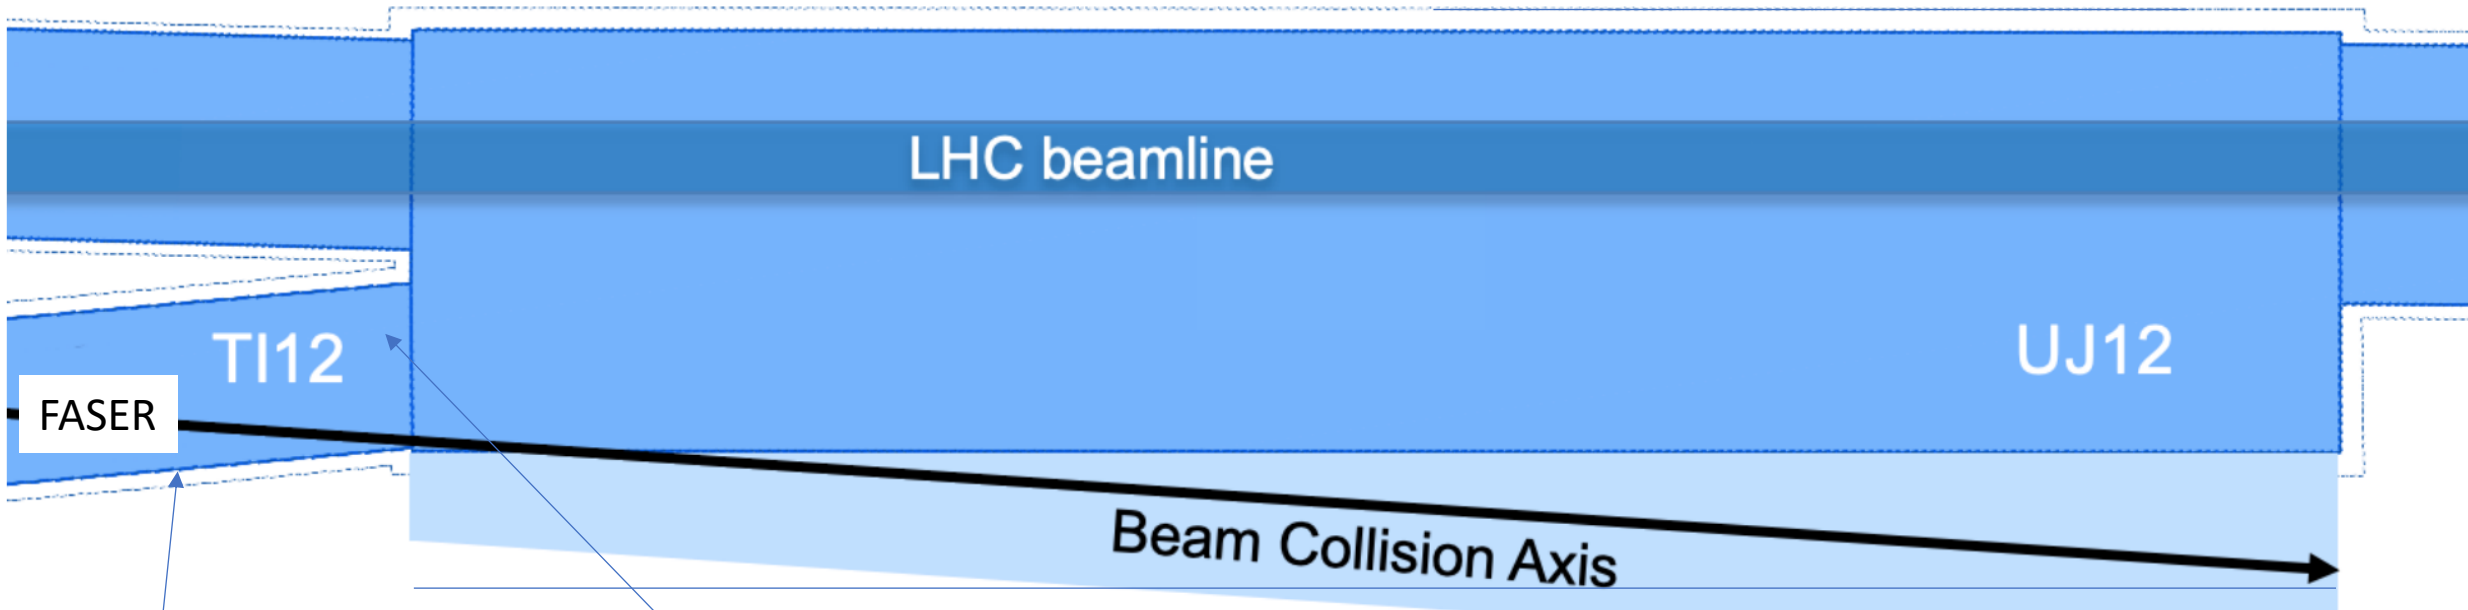 LHC beamline
TI12
UJ12
FASER
Beam Collision Axis